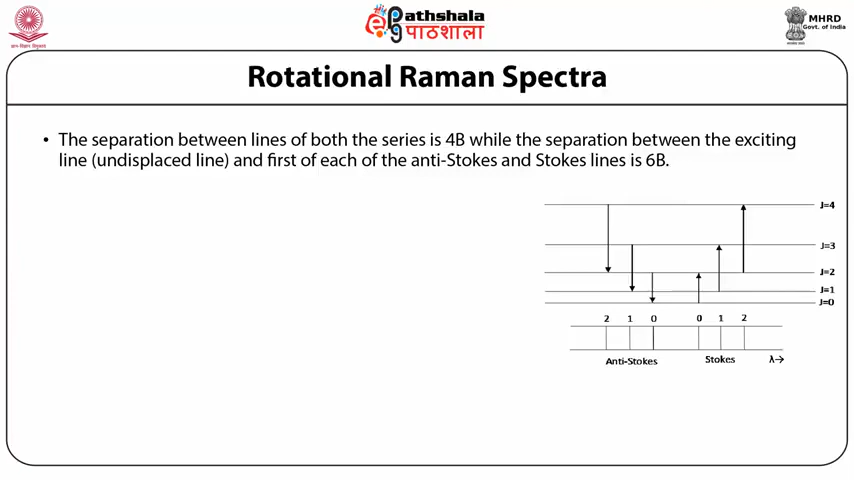 ePathshala
पाठशाला
MHRD
Govt. of India
Rotational Raman Spectra
• The separation between lines of both the series is 4B while the separation between the exciting
line (undisplaced line) and first of each of the anti-Stokes and Stokes lines is 6B.
J=4
J=3
J=2
J=1
J=0
2 1 0 0 1 2
Anti-Stokes Stokes λ→